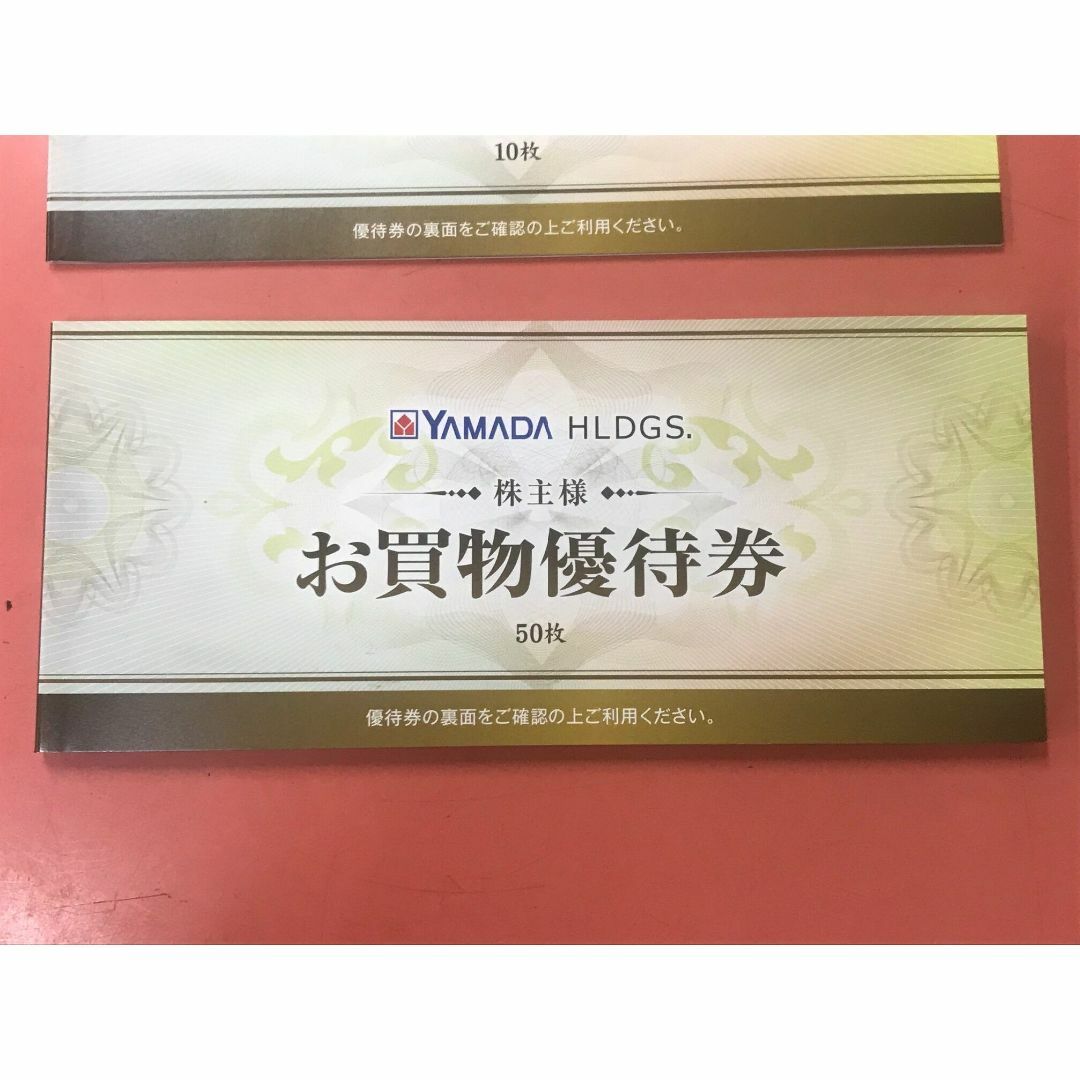 10枚
優待券の裏面をご確認の上ご利用ください。
YAMADA HLDGS.
株主様
お買物優待券
50枚
優待券の裏面をご確認の上ご利用ください。